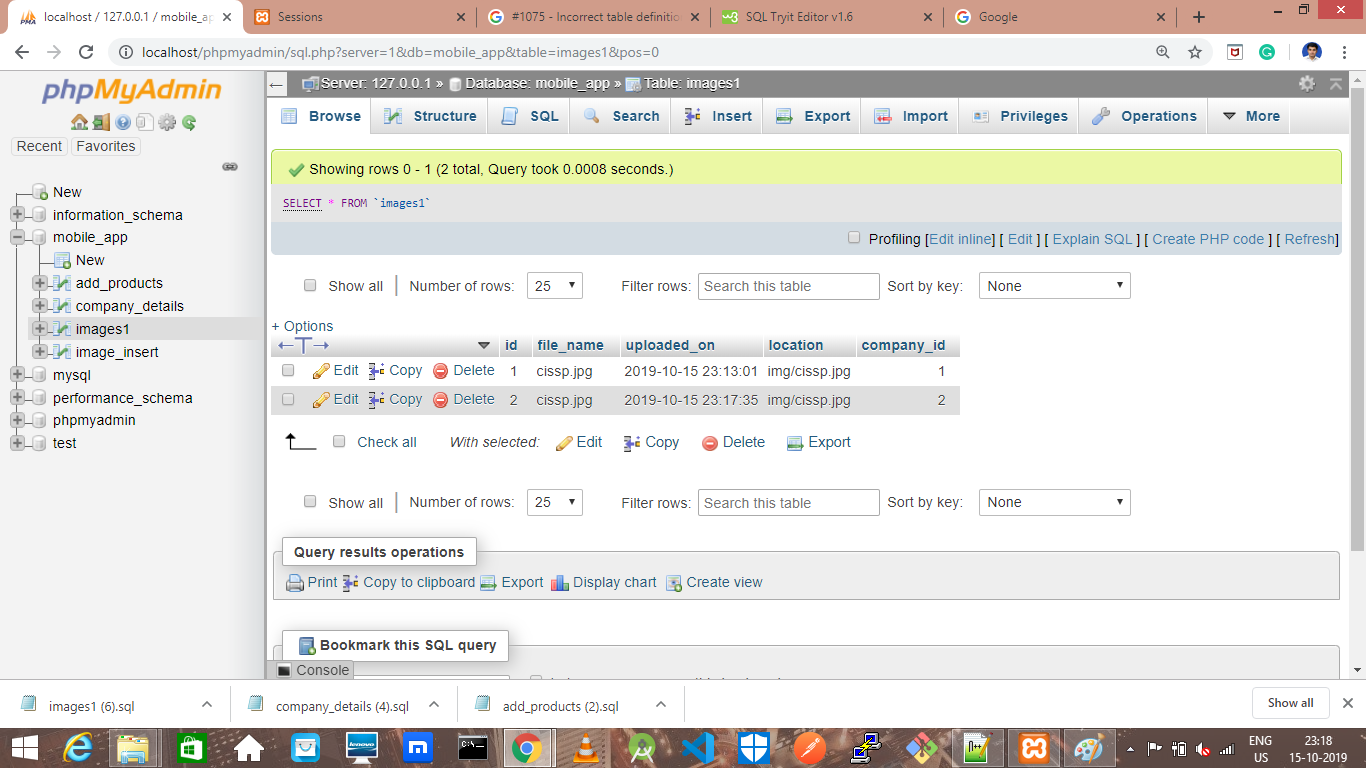 localhost / 127.0.0.1 / mobile_ap
Sessions
#1075 - Incorrect table definitio
SQL Tryit Editor v1.6
Google
localhost/phpmyadmin/sql.php?server=1&db=mobile_app&table=images1&pos=0
phpMyAdmin
Recent Favorites
New
information_schema
mobile_app
New
add_products
company_details
images1
image_insert
mysql
performance_schema
phpmyadmin
test
Server: 127.0.0.1 » Database: mobile_app » Table: images1
Browse Structure SQL Search Insert Export Import Privileges Operations More
Showing rows 0 - 1 (2 total, Query took 0.0008 seconds.)
SELECT * FROM `images1`
Profiling [Edit inline] [ Edit ] [ Explain SQL ] [ Create PHP code ] [ Refresh]
Show all Number of rows: 25 Filter rows: Search this table Sort by key: None
+ Options
id file_name uploaded_on location company_id
Edit Copy Delete 1 cissp.jpg 2019-10-15 23:13:01 img/cissp.jpg 1
Edit Copy Delete 2 cissp.jpg 2019-10-15 23:17:35 img/cissp.jpg 2
Check all With selected: Edit Copy Delete Export
Show all Number of rows: 25 Filter rows: Search this table Sort by key: None
Query results operations
Print Copy to clipboard Export Display chart Create view
Bookmark this SQL query
Console
images1 (6).sql
company_details (4).sql
add_products (2).sql
Show all
lenovo
ENG 23:18
US 15-10-2019